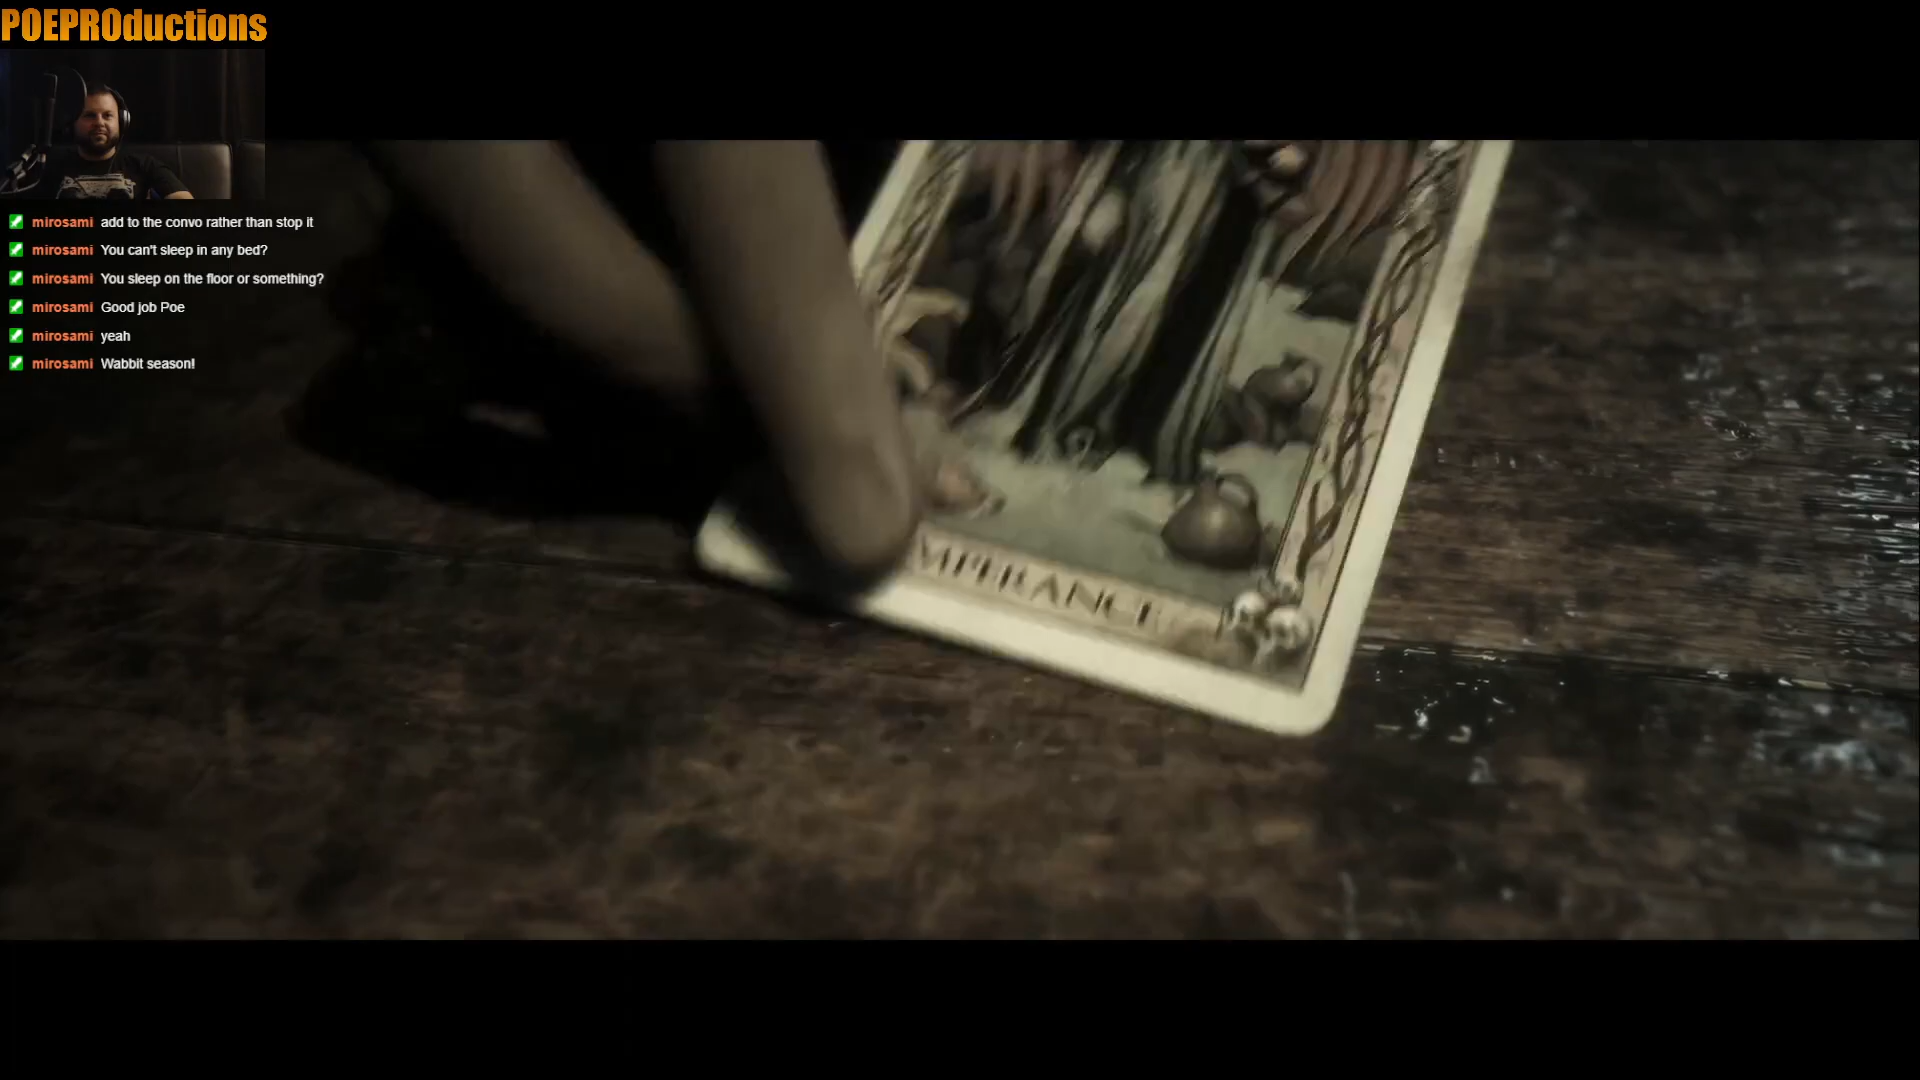 POEPROductions
mirosami add to the convo rather than stop it
mirosami You can't sleep in any bed?
mirosami You sleep on the floor or something?
mirosami Good job Poe
mirosami yeah
mirosami Wabbit season!
MPERANCE